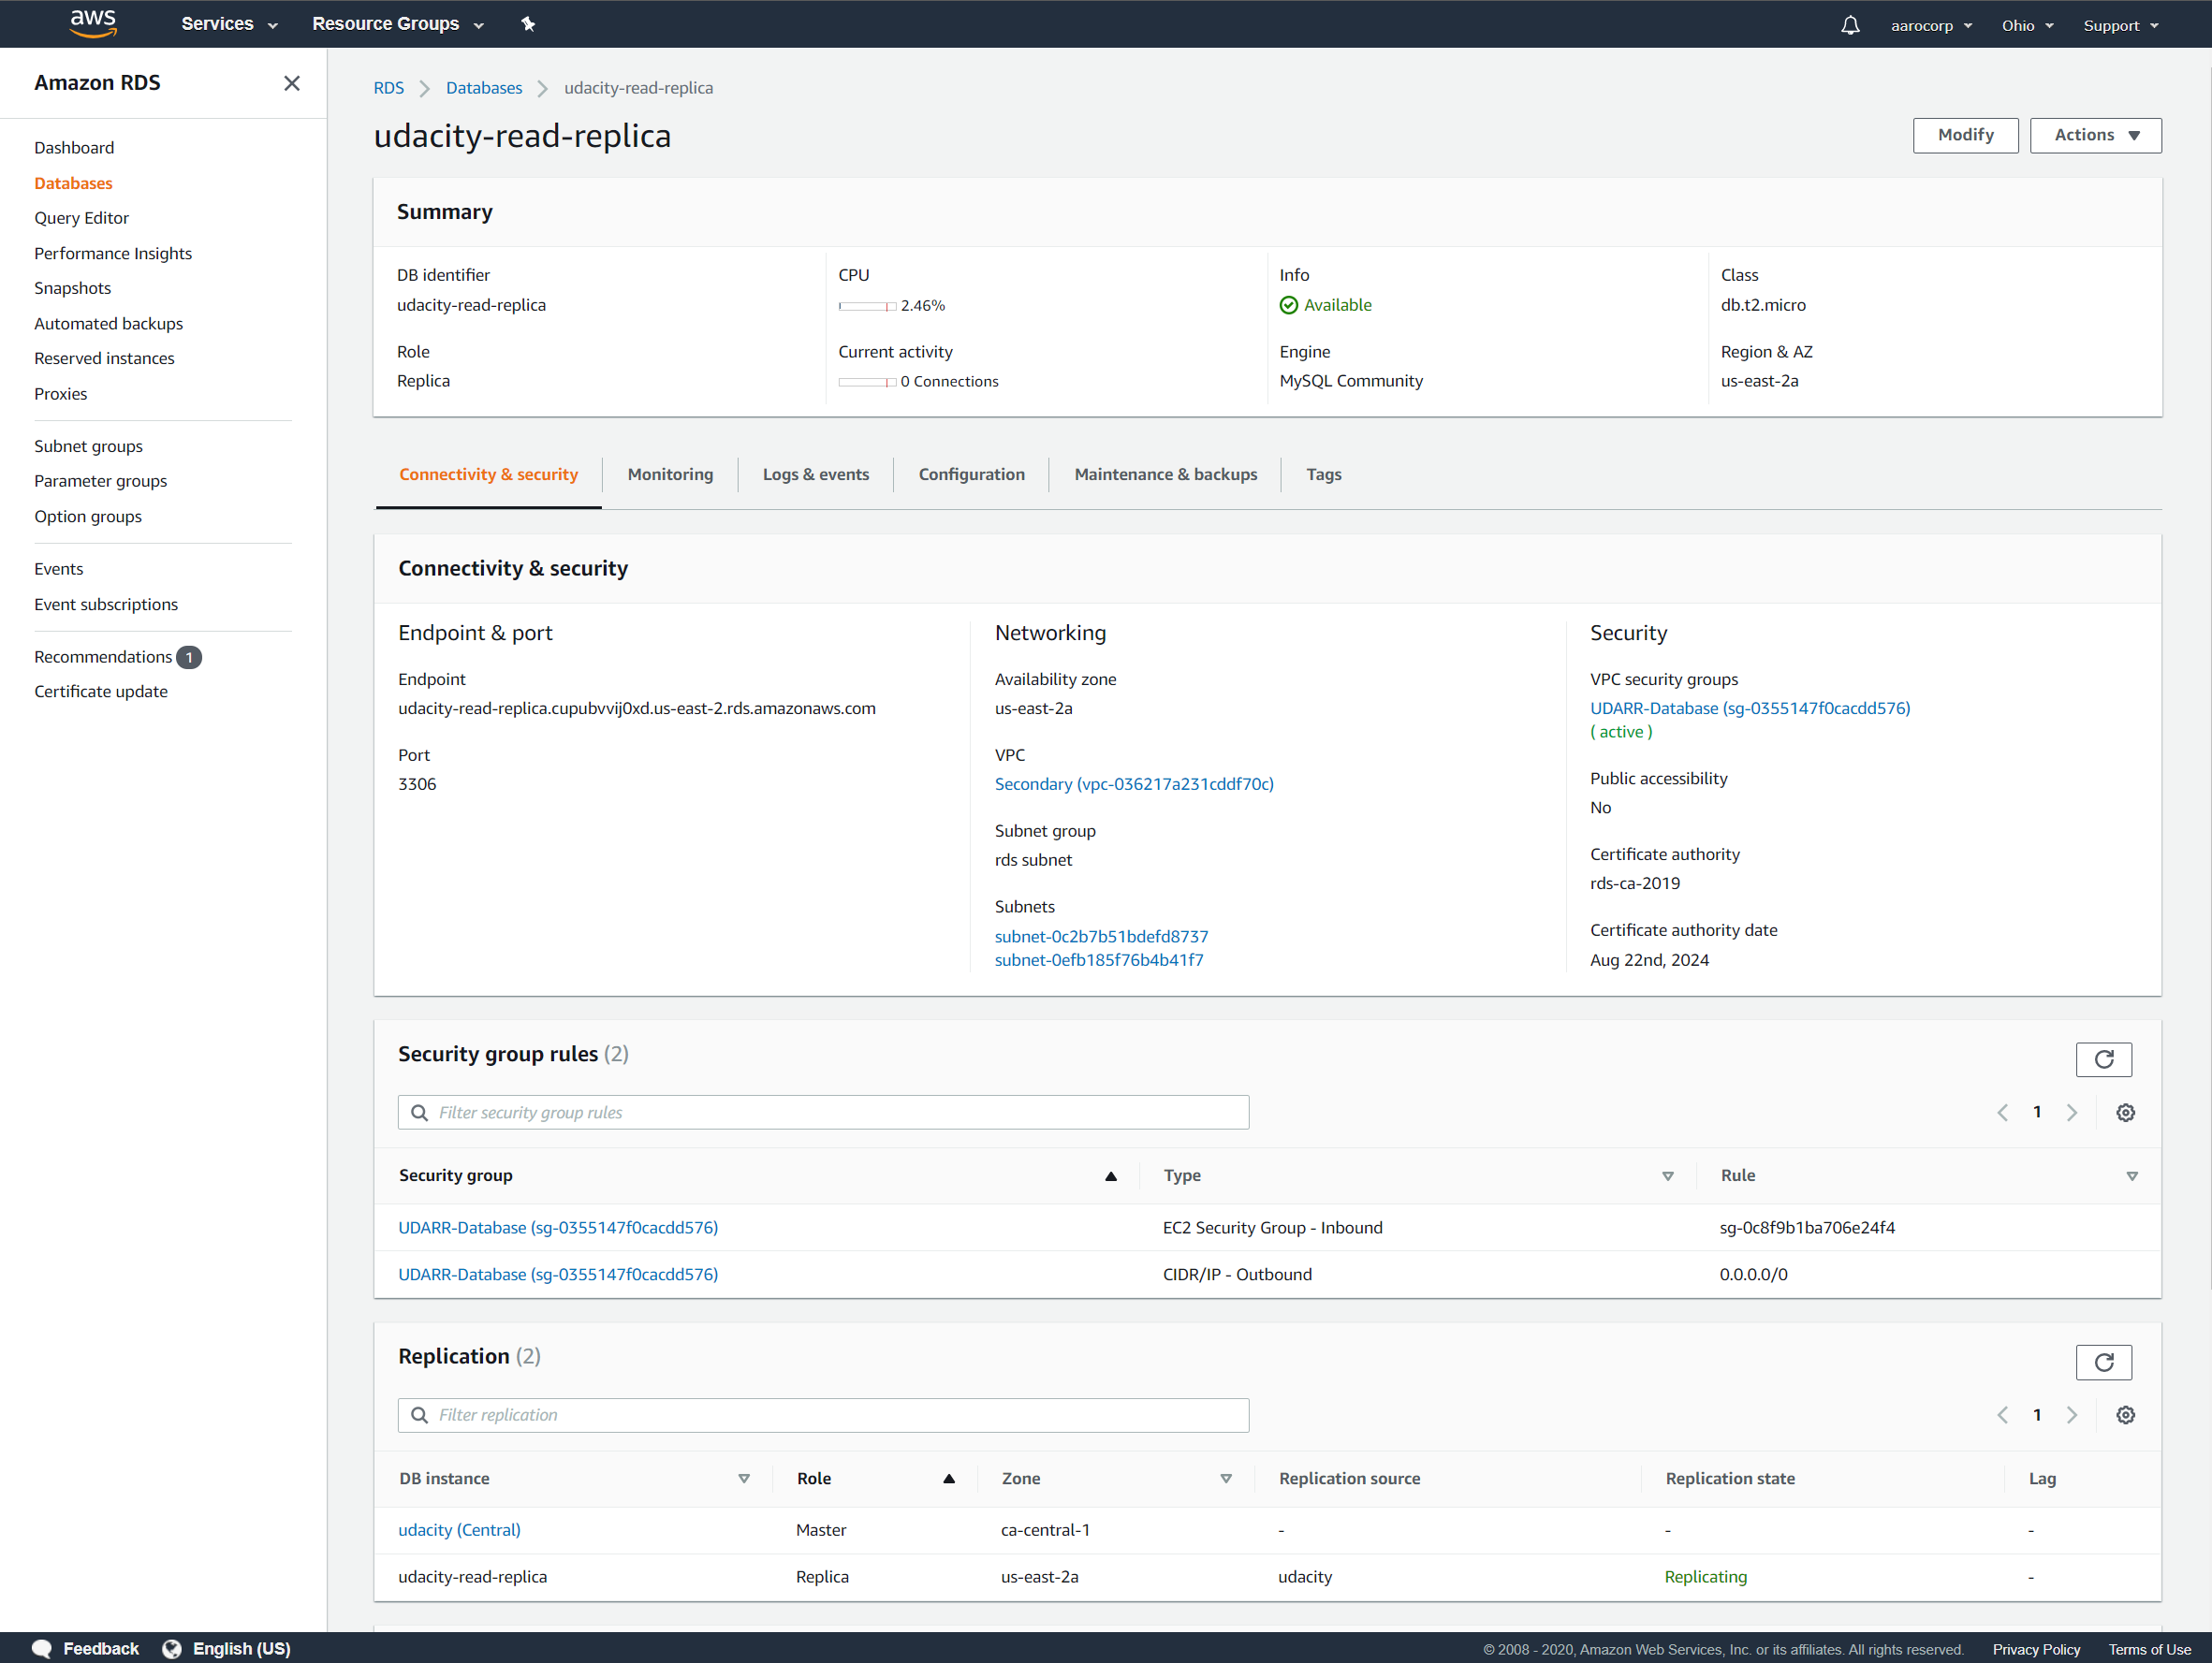 aws Services Resource Groups aarocorp Ohio Support
Amazon RDS
Dashboard
Databases
Query Editor
Performance Insights
Snapshots
Automated backups
Reserved instances
Proxies
Subnet groups
Parameter groups
Option groups
Events
Event subscriptions
Recommendations 1
Certificate update
RDS Databases udacity-read-replica
udacity-read-replica
Modify Actions
Summary
DB identifier CPU Info Class
udacity-read-replica 2.46% Available db.t2.micro
Role Current activity Engine Region & AZ
Replica 0 Connections MySQL Community us-east-2a
Connectivity & security Monitoring Logs & events Configuration Maintenance & backups Tags
Connectivity & security
Endpoint & port
Endpoint
udacity-read-replica.cupubvvij0xd.us-east-2.rds.amazonaws.com
Port
3306
Networking
Availability zone
us-east-2a
VPC
Secondary (vpc-036217a231cddf70c)
Subnet group
rds subnet
Subnets
subnet-0c2b7b51bdefd8737
subnet-0efb185f76b4b41f7
Security
VPC security groups
UDARR-Database (sg-0355147f0cacdd576)
( active )
Public accessibility
No
Certificate authority
rds-ca-2019
Certificate authority date
Aug 22nd, 2024
Security group rules (2)
Filter security group rules
1
Security group Type Rule
UDARR-Database (sg-0355147f0cacdd576) EC2 Security Group - Inbound sg-0c8f9b1ba706e24f4
UDARR-Database (sg-0355147f0cacdd576) CIDR/IP - Outbound 0.0.0.0/0
Replication (2)
Filter replication
1
DB instance Role Zone Replication source Replication state Lag
udacity (Central) Master ca-central-1 - - -
udacity-read-replica Replica us-east-2a udacity Replicating -
Feedback English (US) © 2008 - 2020, Amazon Web Services, Inc. or its affiliates. All rights reserved. Privacy Policy Terms of Use